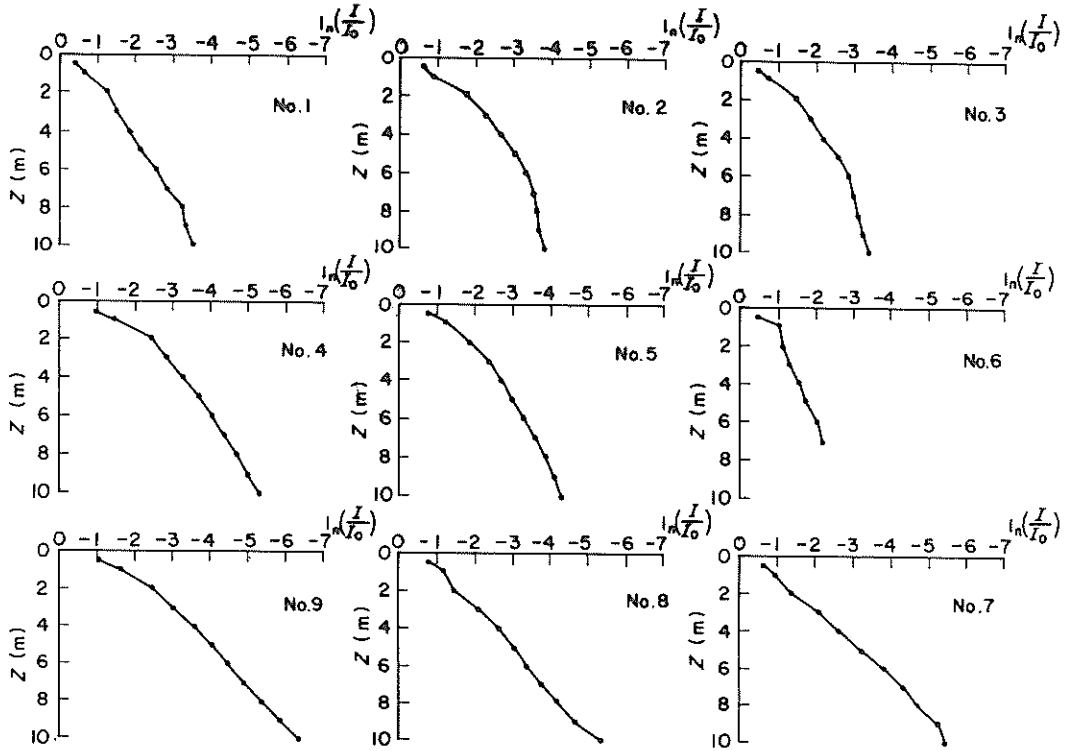 ln(I/I₀) ln(I/I₀) ln(I/I₀)
0 -1 -2 -3 -4 -5 -6 -7 0 -1 -2 -3 -4 -5 -6 -7 0 -1 -2 -3 -4 -5 -6 -7
0 0 0
2 No.1 2 No.2 2 No.3
4 4 4
Z (m) Z (m) Z (m)
6 6 6
8 8 8
10 10 10
ln(I/I₀) ln(I/I₀) ln(I/I₀)
0 -1 -2 -3 -4 -5 -6 -7 0 -1 -2 -3 -4 -5 -6 -7 0 -1 -2 -3 -4 -5 -6 -7
0 0 0
2 No.4 2 No.5 2 No.6
4 4 4
Z (m) Z (m) Z (m)
6 6 6
8 8 8
10 10 10
ln(I/I₀) ln(I/I₀) ln(I/I₀)
0 -1 -2 -3 -4 -5 -6 -7 0 -1 -2 -3 -4 -5 -6 -7 0 -1 -2 -3 -4 -5 -6 -7
0 0 0
2 No.9 2 No.8 2 No.7
4 4 4
Z (m) Z (m) Z (m)
6 6 6
8 8 8
10 10 10